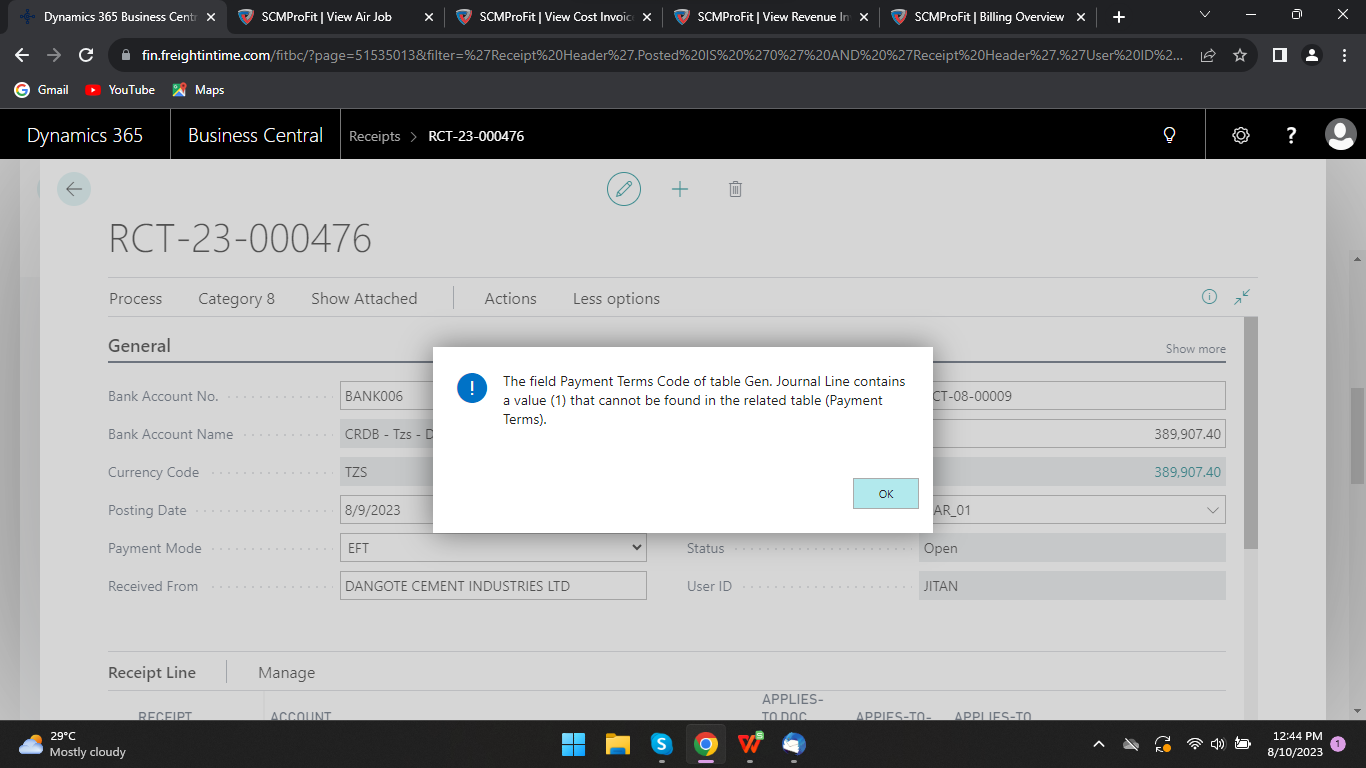 Dynamics 365 Business Centr
SCMProFit | View Air Job
SCMProFit | View Cost Invoic
SCMProFit | View Revenue In
SCMProFit | Billing Overview
fin.freightintime.com/fitbc/?page=51535013&filter=%27Receipt%20Header%27.Posted%20IS%20%270%27%20AND%20%27Receipt%20Header%27.%27User%20ID%2...
Gmail
YouTube
Maps
Dynamics 365
Business Central
Receipts > RCT-23-000476
RCT-23-000476
Process
Category 8
Show Attached
Actions
Less options
General
Show more
Bank Account No.
BANK006
CT-08-00009
Bank Account Name
CRDB - Tzs - D
389,907.40
Currency Code
TZS
389,907.40
Posting Date
8/9/2023
AR_01
Payment Mode
EFT
Status
Open
Received From
DANGOTE CEMENT INDUSTRIES LTD
User ID
JITAN
The field Payment Terms Code of table Gen. Journal Line contains
a value (1) that cannot be found in the related table (Payment
Terms).
OK
Receipt Line
Manage
RECEIPT
ACCOUNT
APPLIES-
TO DOC
APPIES-TO-
APPLIES-TO
29°C
Mostly cloudy
12:44 PM
8/10/2023
1